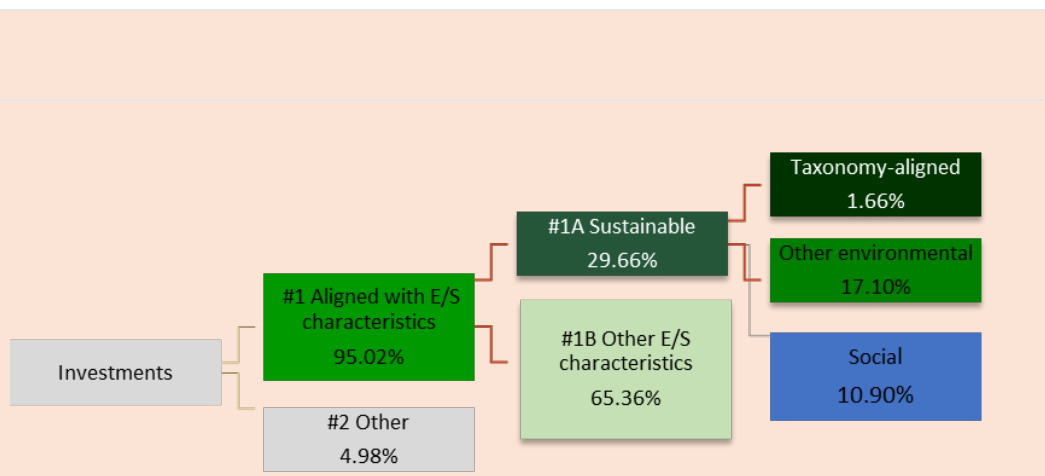 Investments
#1 Aligned with E/S
characteristics
95.02%
#2 Other
4.98%
#1A Sustainable
29.66%
#1B Other E/S
characteristics
65.36%
Taxonomy-aligned
1.66%
Other environmental
17.10%
Social
10.90%